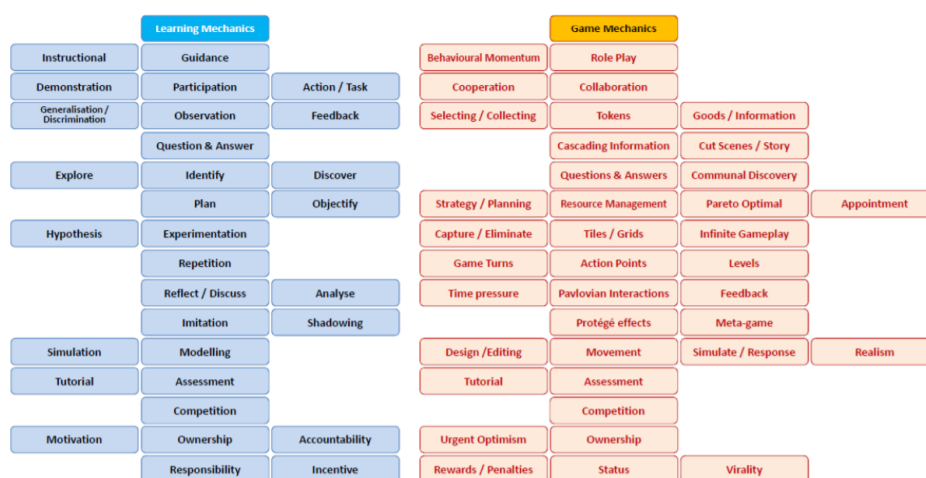 Learning Mechanics Game Mechanics
Instructional Guidance Behavioural Momentum Role Play
Demonstration Participation Action / Task Cooperation Collaboration
Generalisation /
Discrimination Observation Feedback Selecting / Collecting Tokens Goods / Information
Question & Answer Cascading Information Cut Scenes / Story
Explore Identify Discover Questions & Answers Communal Discovery
Plan Objectify Strategy / Planning Resource Management Pareto Optimal Appointment
Hypothesis Experimentation Capture / Eliminate Tiles / Grids Infinite Gameplay
Repetition Game Turns Action Points Levels
Reflect / Discuss Analyse Time pressure Pavlovian Interactions Feedback
Imitation Shadowing Protégé effects Meta-game
Simulation Modelling Design /Editing Movement Simulate / Response Realism
Tutorial Assessment Tutorial Assessment
Competition Competition
Motivation Ownership Accountability Urgent Optimism Ownership
Responsibility Incentive Rewards / Penalties Status Virality